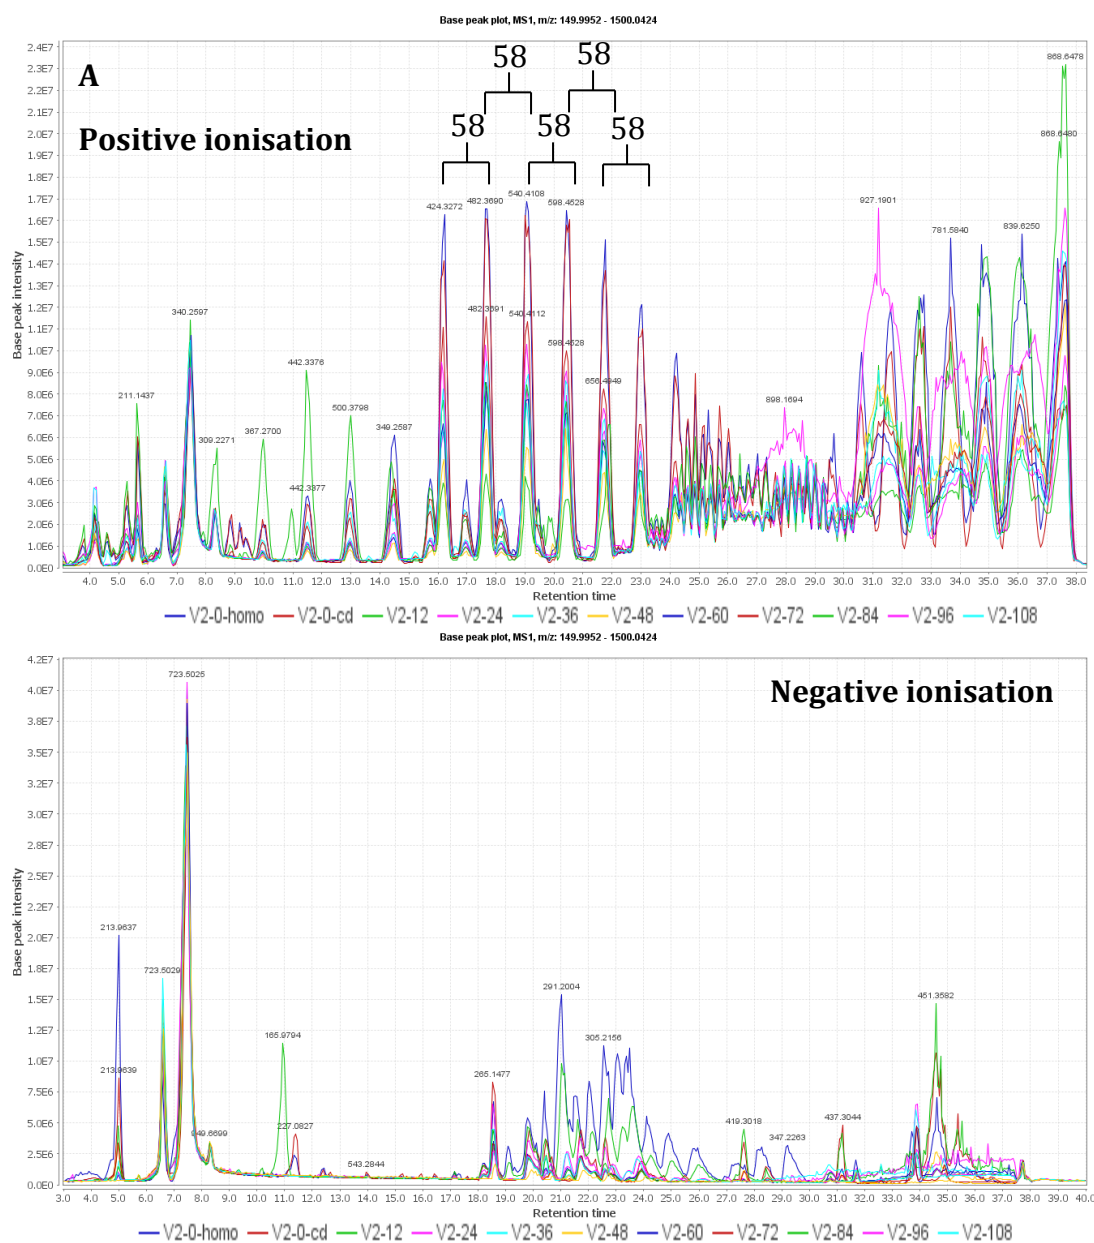 Base peak plot, MS1, m/z: 149.9952 - 1500.0424
A
Positive ionisation
58
58
58
58
58
Base peak intensity
2.4E7
2.3E7
2.2E7
2.1E7
2.0E7
1.9E7
1.8E7
1.7E7
1.6E7
1.5E7
1.4E7
1.3E7
1.2E7
1.1E7
1.0E7
9.0E6
8.0E6
7.0E6
6.0E6
5.0E6
4.0E6
3.0E6
2.0E6
1.0E6
0.0E0
868.6478
868.6480
424.3272
482.3690
540.4108
598.4528
927.1901
781.5840
839.6250
340.2597
482.3691
540.4112
598.4628
211.1437
442.3376
656.4949
898.1694
309.2271
367.2700
500.3798
349.2587
442.3377
4.0 5.0 6.0 7.0 8.0 9.0 10.0 11.0 12.0 13.0 14.0 15.0 16.0 17.0 18.0 19.0 20.0 21.0 22.0 23.0 24.0 25.0 26.0 27.0 28.0 29.0 30.0 31.0 32.0 33.0 34.0 35.0 36.0 37.0 38.0
Retention time
V2-0-homo V2-0-cd V2-12 V2-24 V2-36 V2-48 V2-60 V2-72 V2-84 V2-96 V2-108
Base peak plot, MS1, m/z: 149.9952 - 1500.0424
Negative ionisation
Base peak intensity
4.2E7
4.0E7
3.8E7
3.5E7
3.2E7
3.0E7
2.7E7
2.5E7
2.2E7
2.0E7
1.8E7
1.5E7
1.2E7
1.0E7
7.5E6
5.0E6
2.5E6
0.0E0
723.5025
213.9637
723.5029
291.2004
451.3582
165.9794
305.2156
213.9639
265.1477
227.0827
419.3018
437.3044
949.6699
543.2844
347.2263
3.0 4.0 5.0 6.0 7.0 8.0 9.0 10.0 11.0 12.0 13.0 14.0 15.0 16.0 17.0 18.0 19.0 20.0 21.0 22.0 23.0 24.0 25.0 26.0 27.0 28.0 29.0 30.0 31.0 32.0 33.0 34.0 35.0 36.0 37.0 38.0 39.0 40.0
Retention time
V2-0-homo V2-0-cd V2-12 V2-24 V2-36 V2-48 V2-60 V2-72 V2-84 V2-96 V2-108